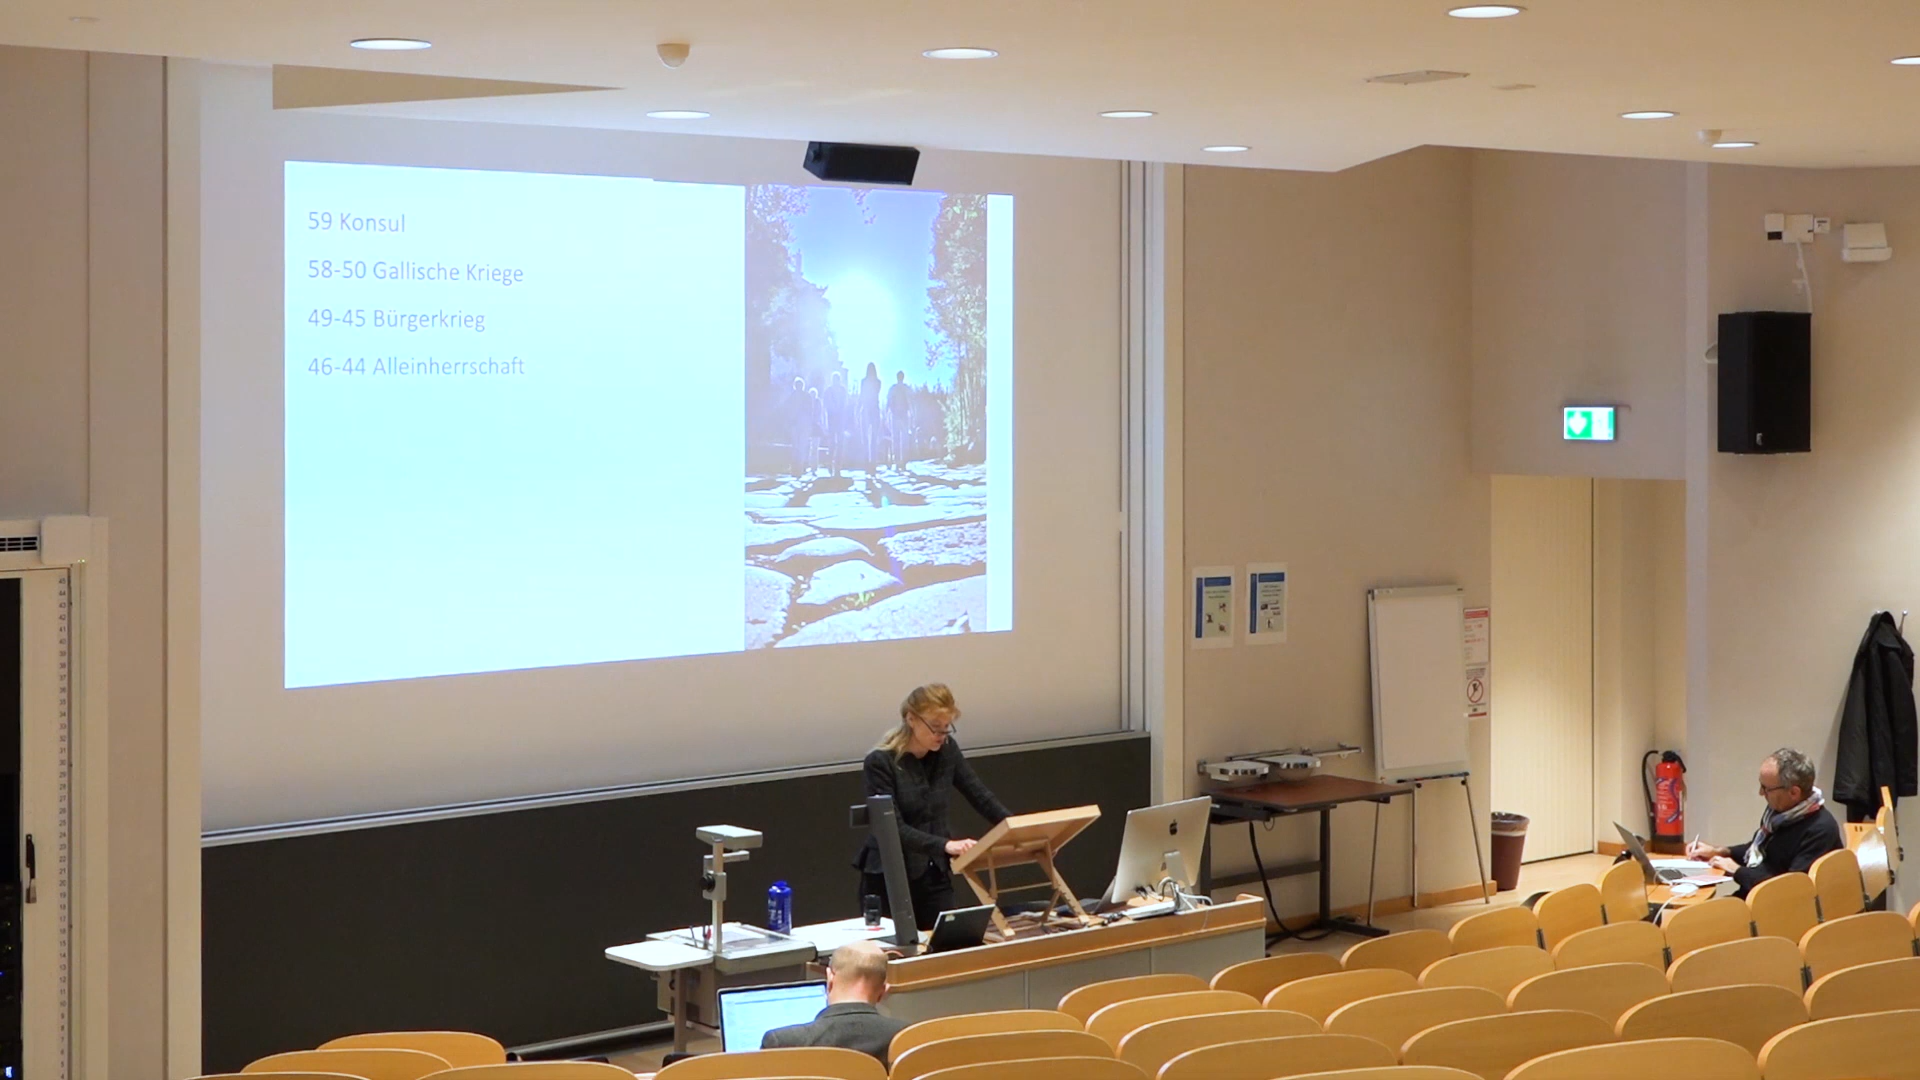 59 Konsul
58-50 Gallische Kriege
49-45 Bürgerkrieg
46-44 Alleinherrschaft